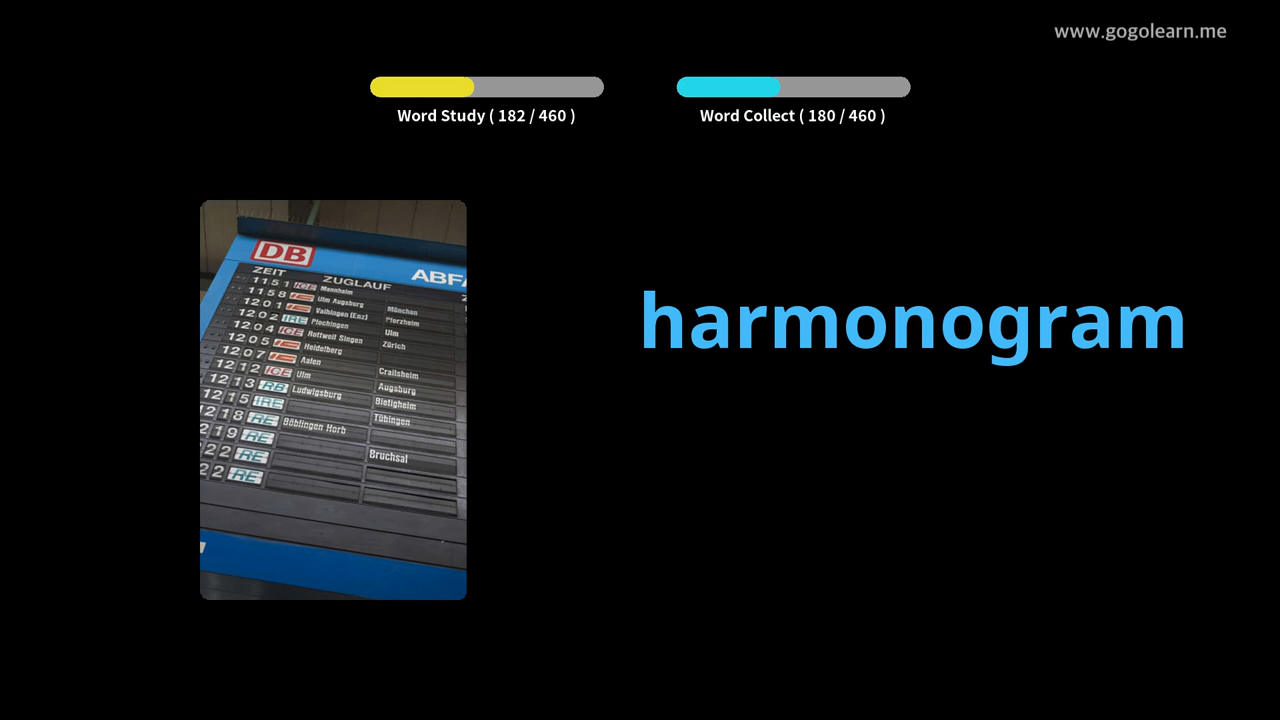 www.gogolearn.me
Word Study ( 182 / 460 )
Word Collect ( 180 / 460 )
harmonogram
DB
ZEIT ZUGLAUF ABF
1151 ICE Mannheim
1158 Ulm Augsburg München
1201 Vaihingen (Enz) Pforzheim
1202 IRE Plochingen Ulm
1204 ICE Rottweil Singen Zürich
1205 Heidelberg
1207 Aalen Crailsheim
1212 ICE Ulm Augsburg
1213 RB Ludwigsburg Bietigheim
1215 IRE Tübingen
1218 RE Böblingen Horb
219 RE Bruchsal
22 RE
22 RE